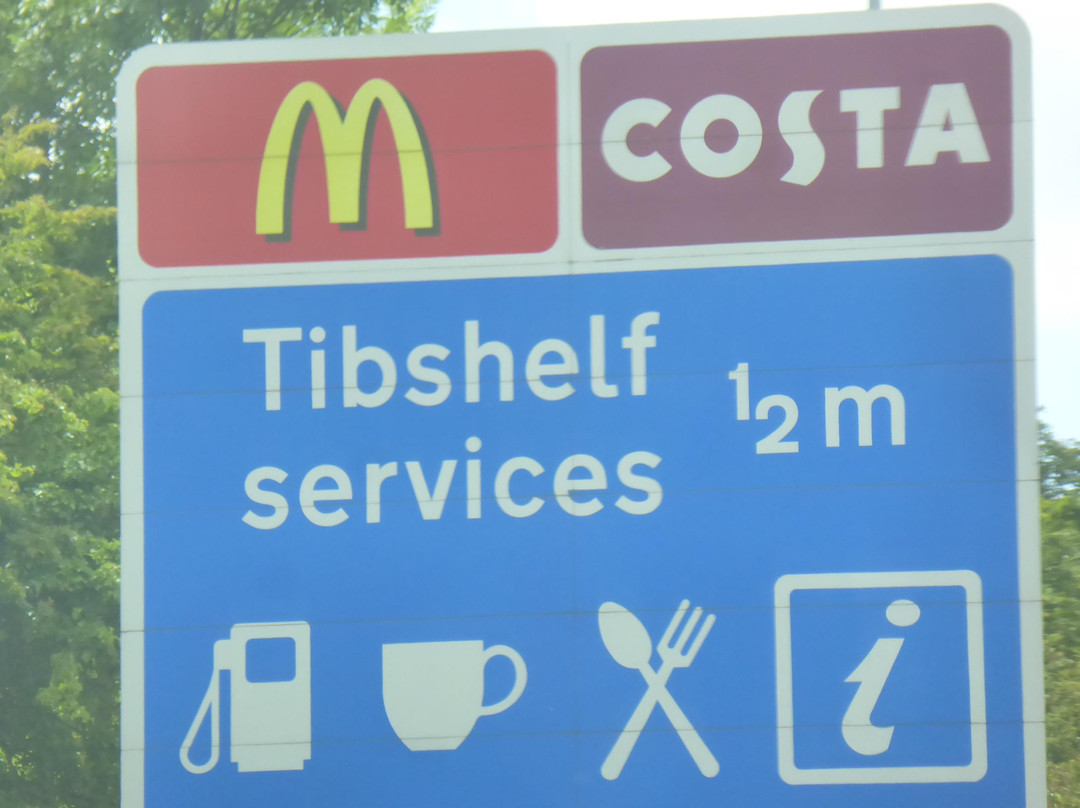 M COSTA
Tibshelf
services
½ m
i